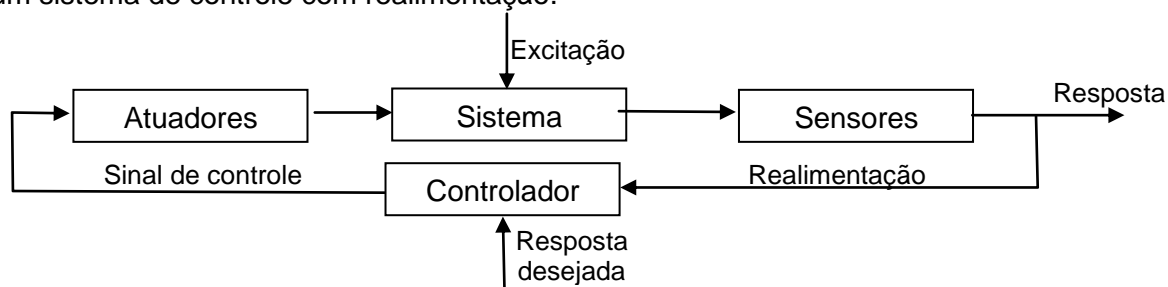 um sistema de controle com realimentação.
Excitação
Resposta
Atuadores
Sistema
Sensores
Sinal de controle
Controlador
Realimentação
Resposta
desejada